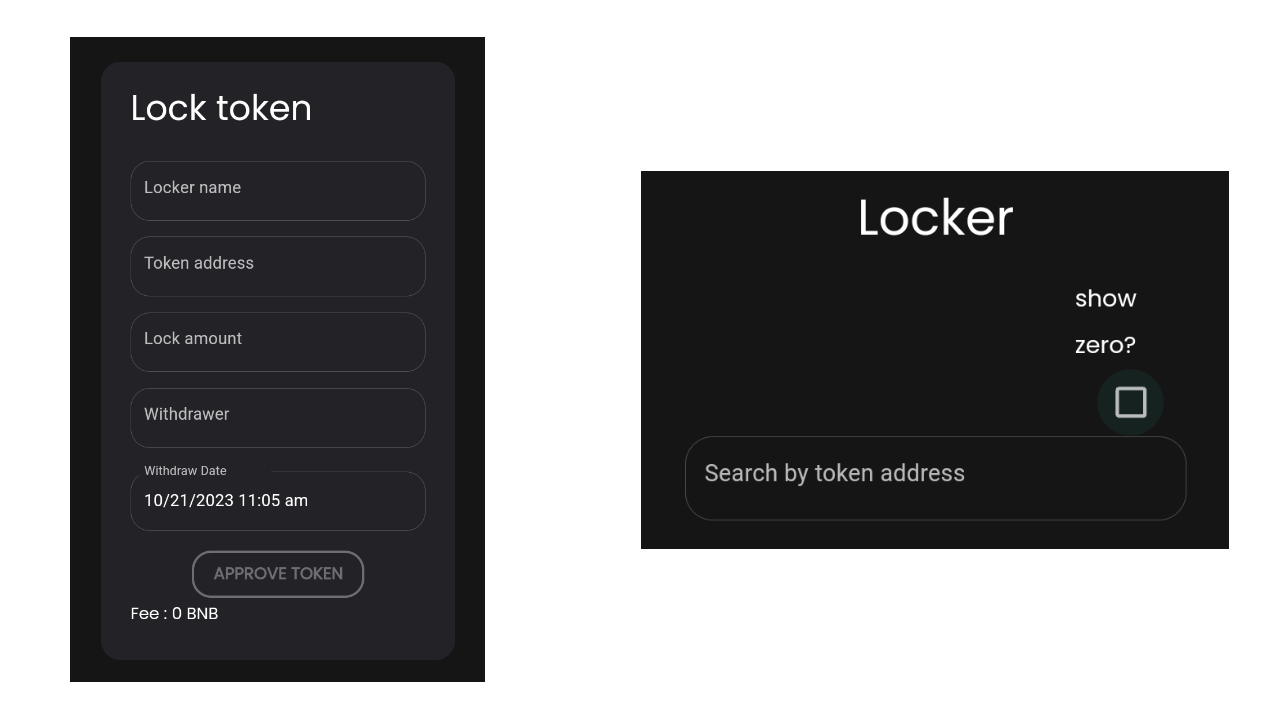 Lock token
Locker name
Token address
Lock amount
Withdrawer
Withdraw Date
10/21/2023 11:05 am
APPROVE TOKEN
Fee : 0 BNB
Locker
show
zero?
Search by token address